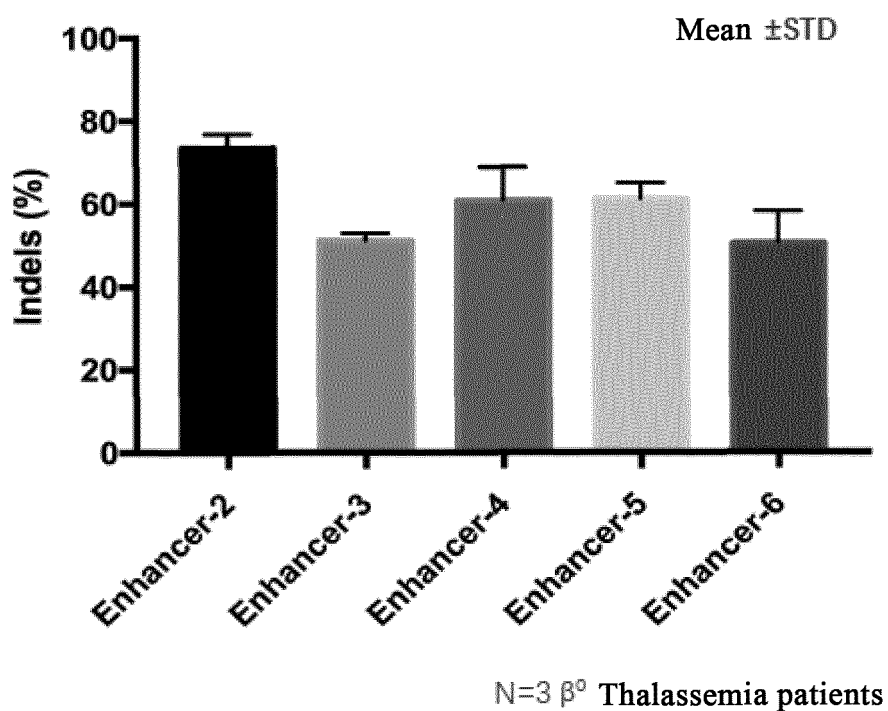 Mean ±STD
Indels (%)
100
80
60
40
20
0
Enhancer-2
Enhancer-3
Enhancer-4
Enhancer-5
Enhancer-6
N=3 β⁰ Thalassemia patients